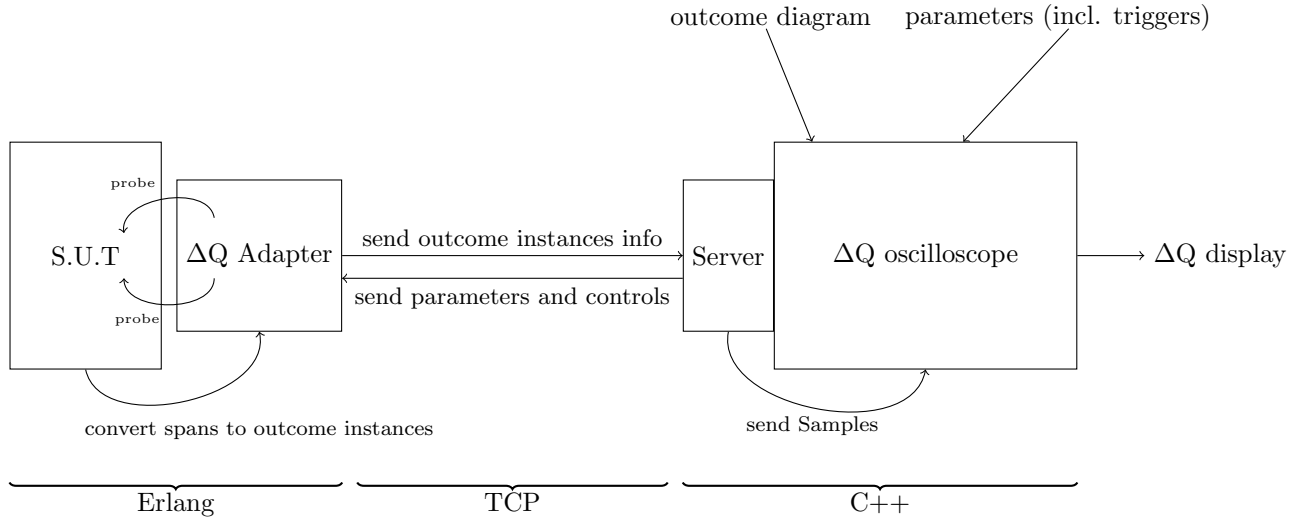 outcome diagram
parameters (incl. triggers)
probe
S.U.T
ΔQ Adapter
probe
send outcome instances info
send parameters and controls
Server
ΔQ oscilloscope
ΔQ display
convert spans to outcome instances
send Samples
Erlang
TCP
C++